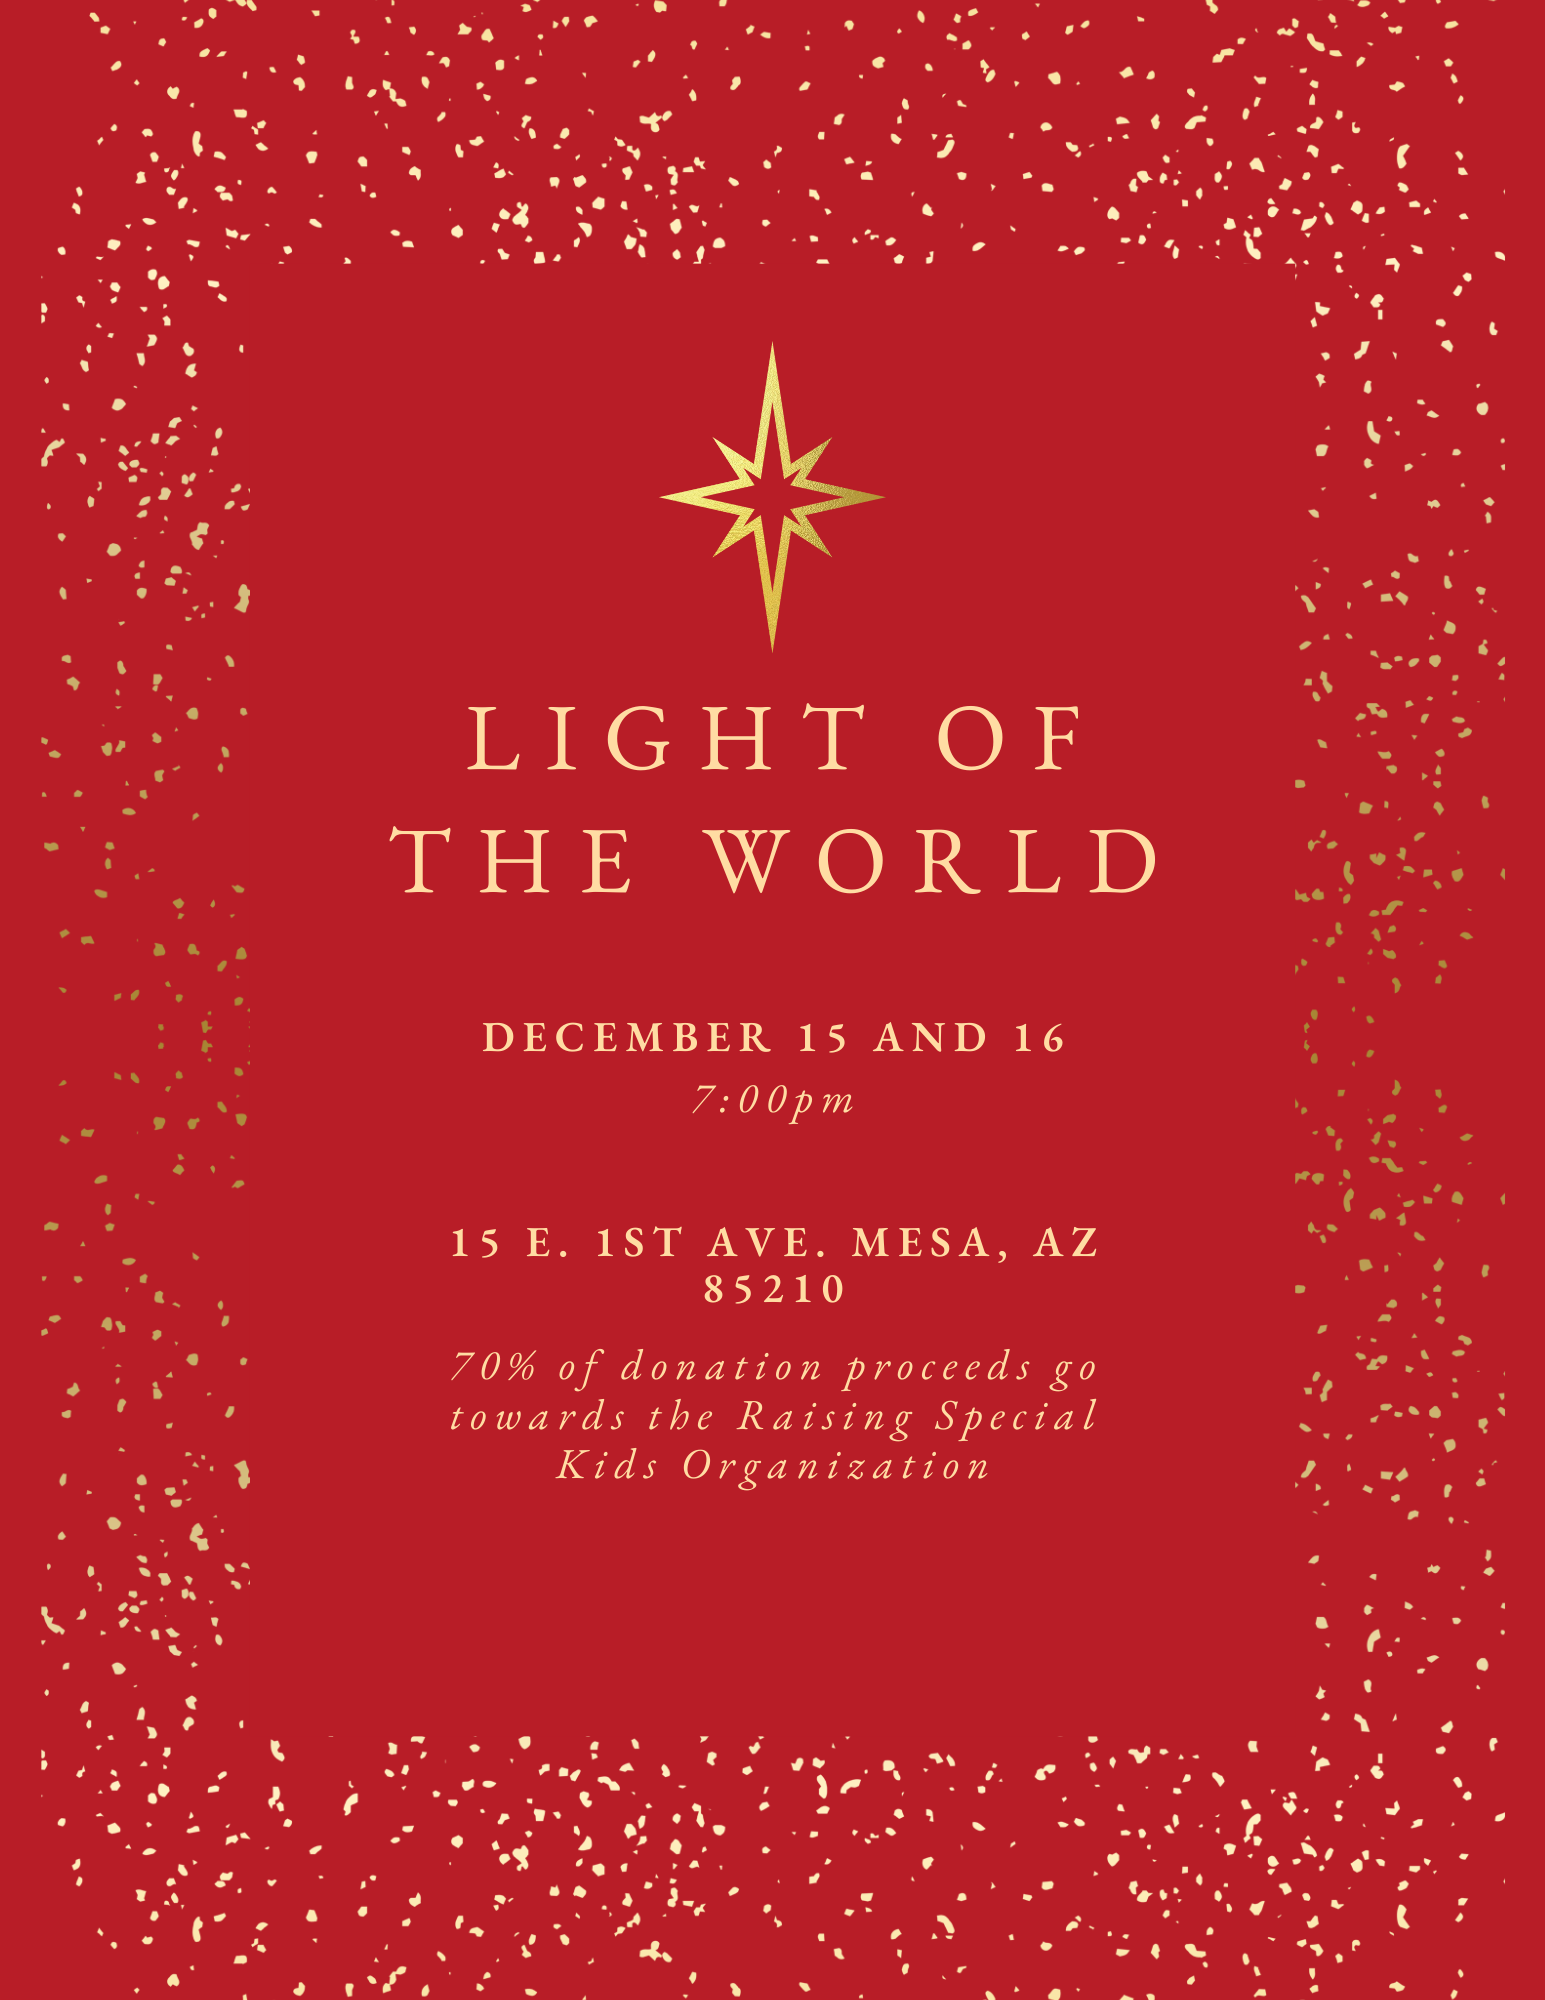 LIGHT OF
THE WORLD
DECEMBER 15 AND 16
7:00pm
15 E. 1ST AVE. MESA, AZ
85210
70% of donation proceeds go
towards the Raising Special
Kids Organization